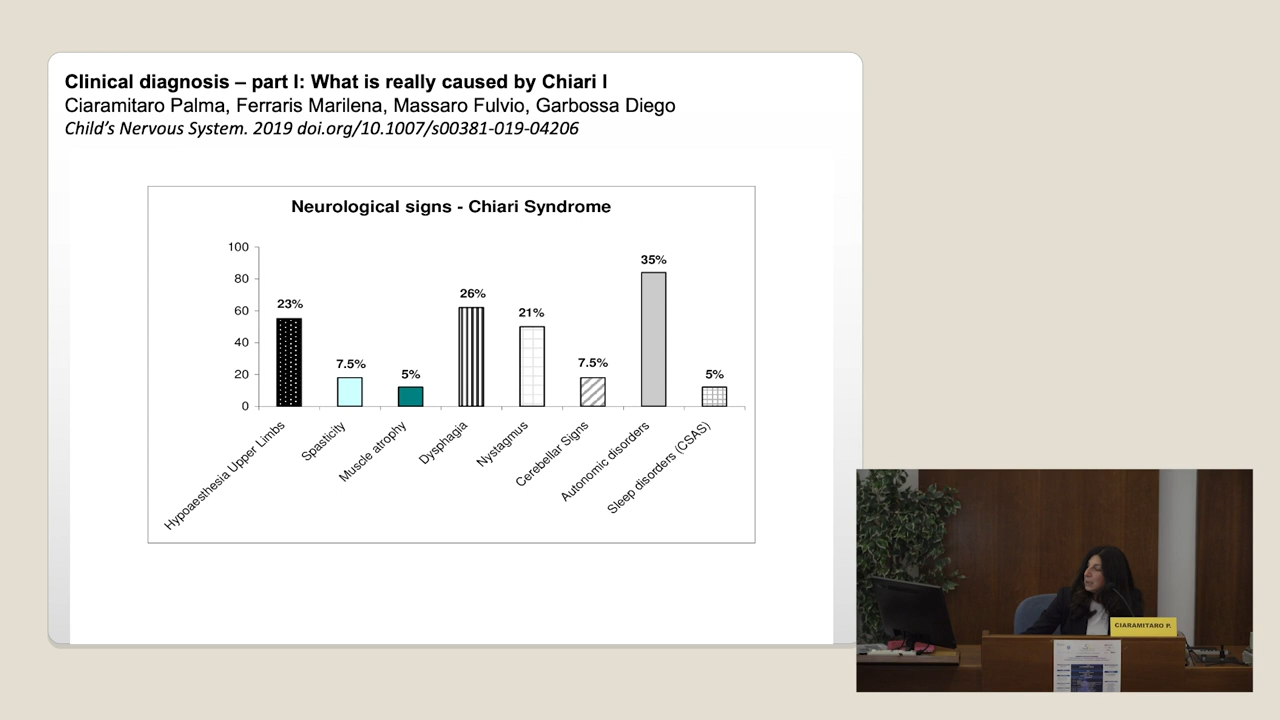 Clinical diagnosis – part I: What is really caused by Chiari I
Ciaramitaro Palma, Ferraris Marilena, Massaro Fulvio, Garbossa Diego
Child’s Nervous System. 2019 doi.org/10.1007/s00381-019-04206
Neurological signs - Chiari Syndrome
100
80
60
40
20
0
23%
7.5%
5%
26%
21%
7.5%
35%
5%
Hypoaesthesia Upper Limbs
Spasticity
Muscle atrophy
Dysphagia
Nystagmus
Cerebellar Signs
Autonomic disorders
Sleep disorders (CSAS)
CIARAMITARO P.